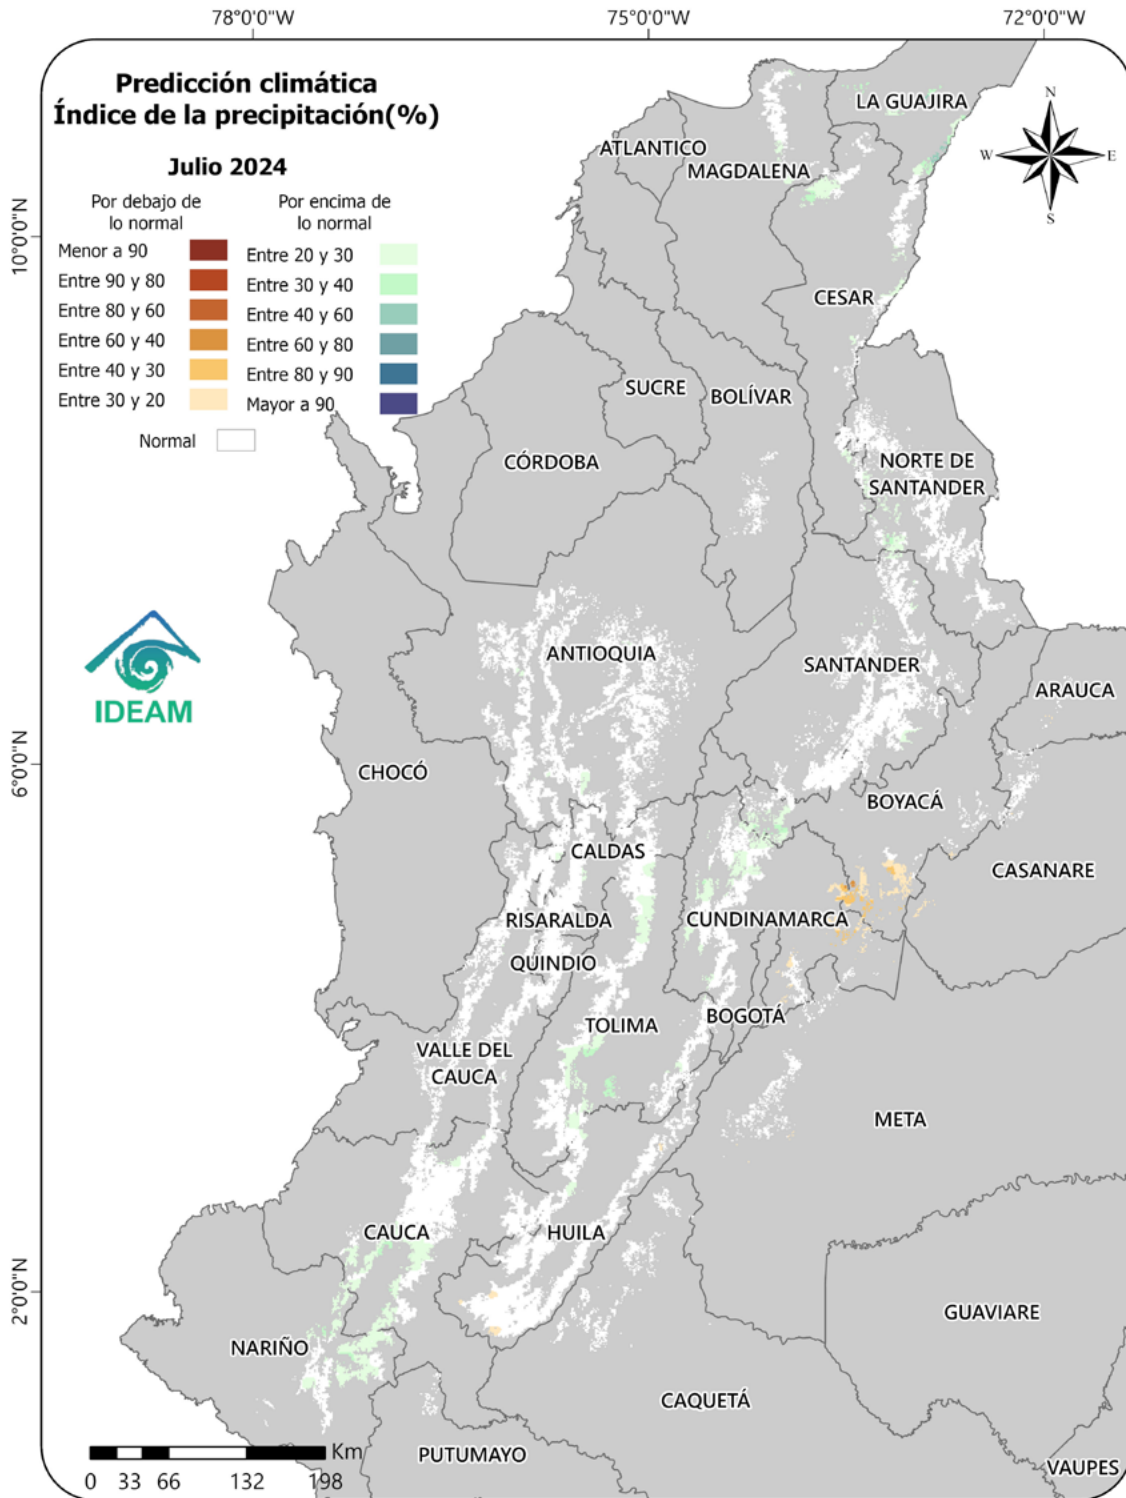 78°0'0"W
75°0'0"W
72°0'0"W
Predicción climática
Índice de la precipitación(%)
Julio 2024
Por debajo de
lo normal
Menor a 90
Entre 90 y 80
Entre 80 y 60
Entre 60 y 40
Entre 40 y 30
Entre 30 y 20
Por encima de
lo normal
Entre 20 y 30
Entre 30 y 40
Entre 40 y 60
Entre 60 y 80
Entre 80 y 90
Mayor a 90
Normal
N
W
E
S
10°0'0"N
6°0'0"N
2°0'0"N
LA GUAJIRA
ATLANTICO
MAGDALENA
CESAR
SUCRE
BOLÍVAR
CÓRDOBA
NORTE DE
SANTANDER
ANTIOQUIA
SANTANDER
ARAUCA
IDEAM
CHOCÓ
BOYACÁ
CALDAS
CASANARE
RISARALDA
CUNDINAMARCA
QUINDIO
BOGOTÁ
TOLIMA
VALLE DEL
CAUCA
META
CAUCA
HUILA
GUAVIARE
NARIÑO
CAQUETÁ
PUTUMAYO
VAUPES
Km
0 33 66 132 198